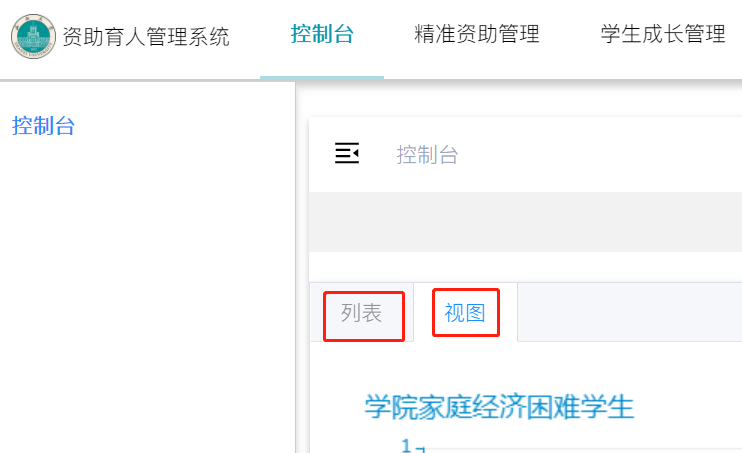 资助育人管理系统 控制台 精准资助管理 学生成长管理
控制台
控制台
列表 视图
学院家庭经济困难学生
1